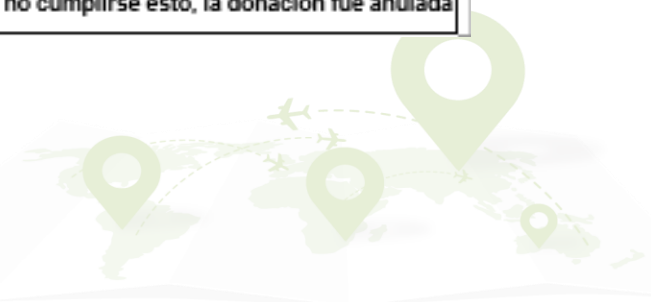 no cumplirse esto, la donación fue anulada